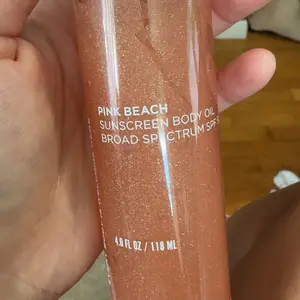 PINK BEACH
SUNSCREEN BODY OIL
BROAD SPECTRUM SPF
4.0 FL OZ / 118 ML